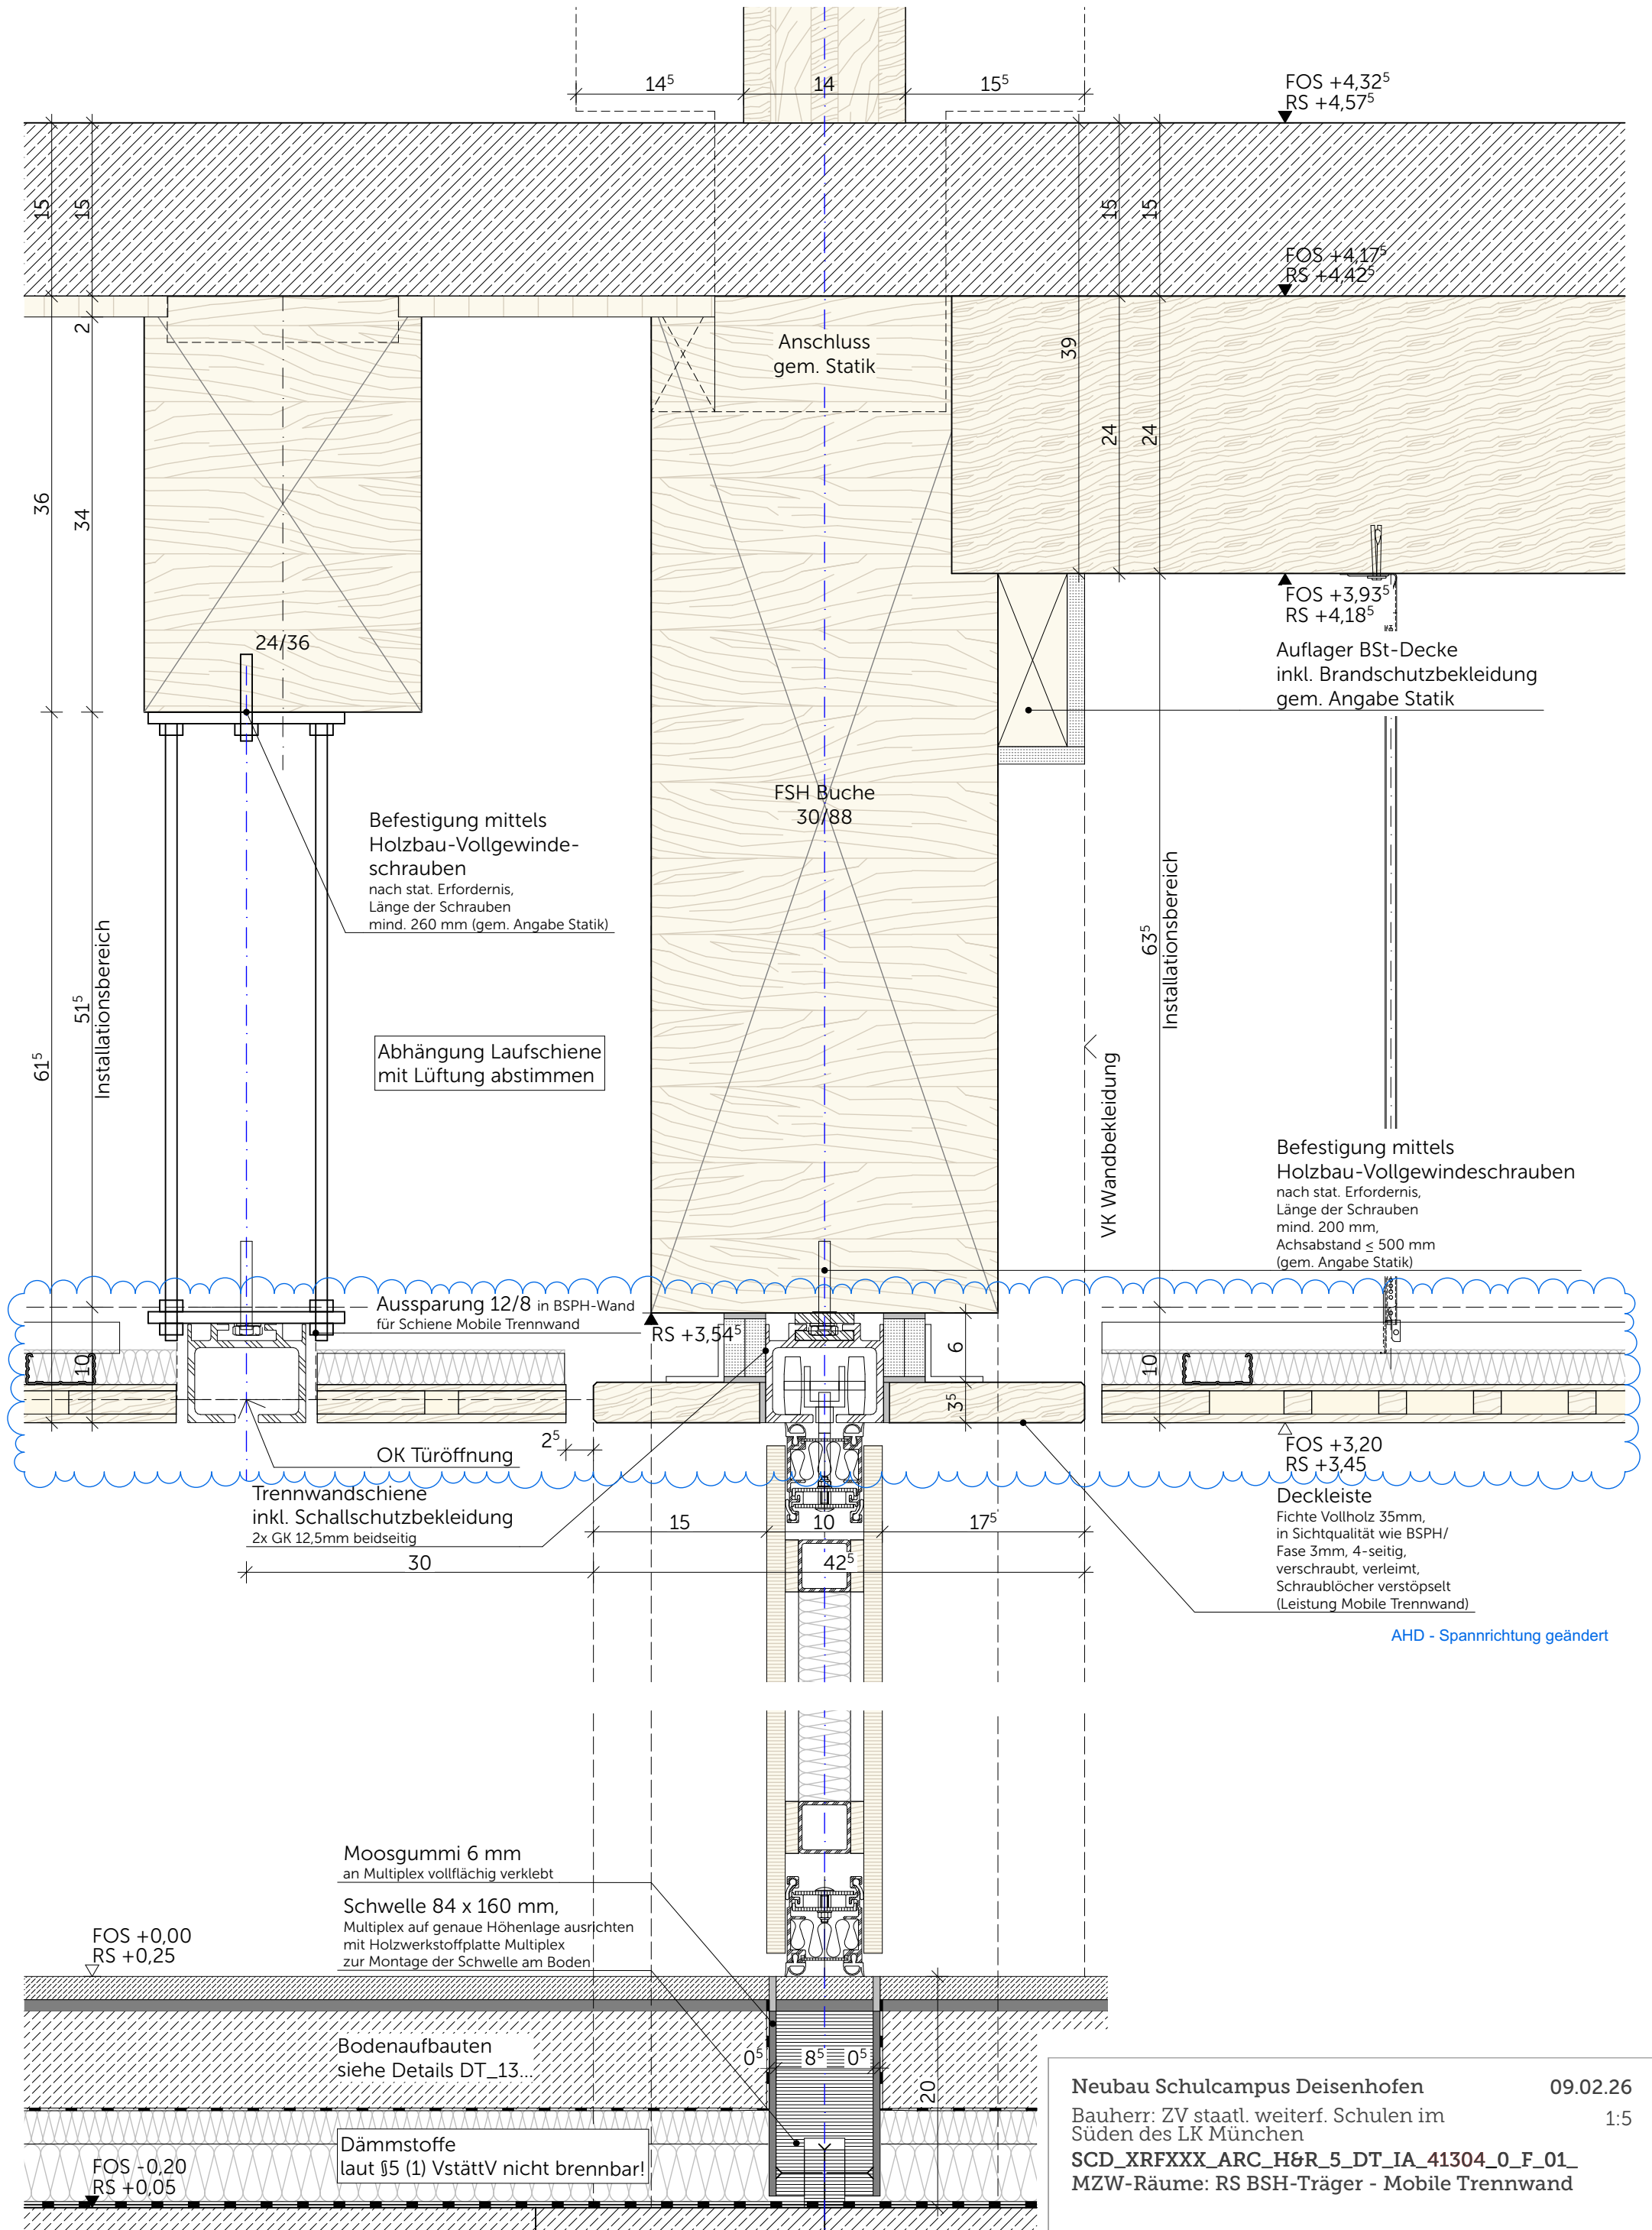 14⁵
14
15⁵
FOS +4,32⁵
RS +4,57⁵
15
15
15
15
FOS +4,17⁵
RS +4,42⁵
2
Anschluss
gem. Statik
39
36
34
24
24
FOS +3,93⁵
RS +4,18⁵
24/36
Auflager BSt-Decke
inkl. Brandschutzbekleidung
gem. Angabe Statik
FSH Buche
30/88
Befestigung mittels
Holzbau-Vollgewinde-
schrauben
nach stat. Erfordernis,
Länge der Schrauben
mind. 260 mm (gem. Angabe Statik)
61⁵
51⁵
Installationsbereich
63⁵
Installationsbereich
Abhängung Laufschiene
mit Lüftung abstimmen
VK Wandbekleidung
Befestigung mittels
Holzbau-Vollgewindeschrauben
nach stat. Erfordernis,
Länge der Schrauben
mind. 200 mm,
Achsabstand ≤ 500 mm
(gem. Angabe Statik)
Aussparung 12/8 in BSPH-Wand
für Schiene Mobile Trennwand
RS +3,54⁵
6
10
10
3⁵
OK Türöffnung
2⁵
FOS +3,20
RS +3,45
Trennwandschiene
inkl. Schallschutzbekleidung
2x GK 12,5mm beidseitig
15
10
17⁵
30
42⁵
Deckleiste
Fichte Vollholz 35mm,
in Sichtqualität wie BSPH/
Fase 3mm, 4-seitig,
verschraubt, verleimt,
Schraublöcher verstöpselt
(Leistung Mobile Trennwand)
AHD - Spannrichtung geändert
Moosgummi 6 mm
an Multiplex vollflächig verklebt
Schwelle 84 x 160 mm,
Multiplex auf genaue Höhenlage ausrichten
mit Holzwerkstoffplatte Multiplex
zur Montage der Schwelle am Boden
FOS +0,00
RS +0,25
Bodenaufbauten
siehe Details DT_13...
0⁵
8⁵
0⁵
20
Dämmstoffe
laut §5 (1) VstättV nicht brennbar!
FOS -0,20
RS +0,05
Neubau Schulcampus Deisenhofen 09.02.26
Bauherr: ZV staatl. weiterf. Schulen im 1:5
Süden des LK München
SCD_XRFXXX_ARC_H&R_5_DT_IA_41304_0_F_01_
MZW-Räume: RS BSH-Träger - Mobile Trennwand